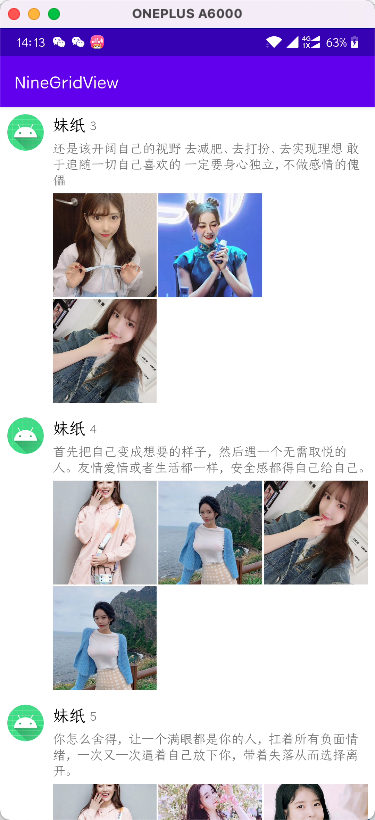 ONEPLUS A6000
14:13
4G
63%
NineGridView
妹纸 3
还是该开阔自己的视野 去减肥、去打扮、去实现理想 敢
于追随一切自己喜欢的 一定要身心独立，不做感情的傀
儡
妹纸 4
首先把自己变成想要的样子，然后遇一个无需取悦的
人。友情爱情或者生活都一样，安全感都得自己给自己。
妹纸 5
你怎么舍得，让一个满眼都是你的人，扛着所有负面情
绪，一次又一次逼着自己放下你，带着失落从而选择离
开。